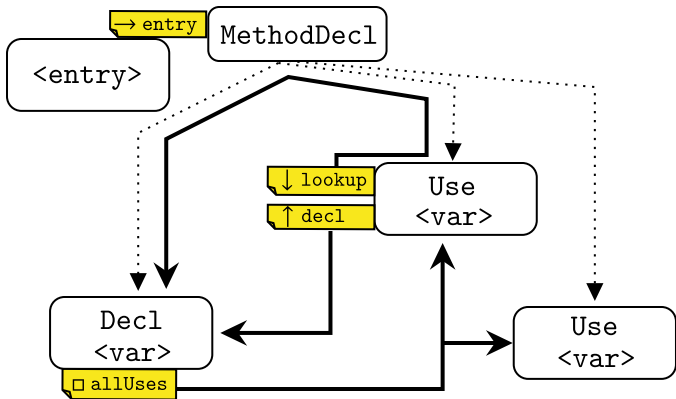 → entry
MethodDecl
<entry>
↓ lookup
↑ decl
Use
<var>
Decl
<var>
Use
<var>
□ allUses